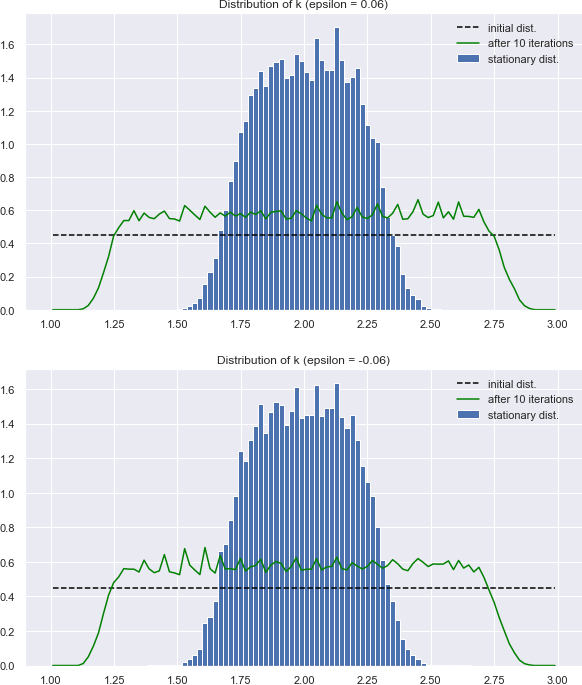 Distribution of k (epsilon = 0.06)
initial dist.
after 10 iterations
stationary dist.
1.6
1.4
1.2
1.0
0.8
0.6
0.4
0.2
0.0
1.00 1.25 1.50 1.75 2.00 2.25 2.50 2.75 3.00
Distribution of k (epsilon = -0.06)
initial dist.
after 10 iterations
stationary dist.
1.6
1.4
1.2
1.0
0.8
0.6
0.4
0.2
0.0
1.00 1.25 1.50 1.75 2.00 2.25 2.50 2.75 3.00